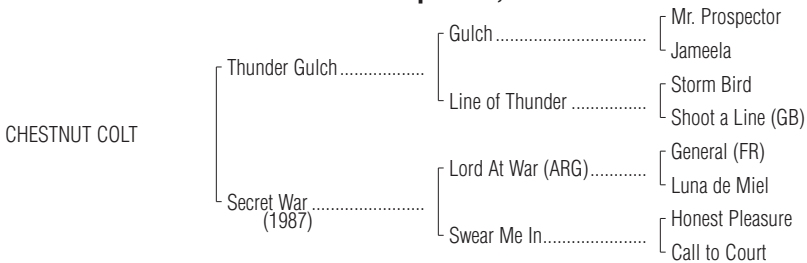 Mr. Prospector
Gulch..............................
Jameela
Thunder Gulch.................
Storm Bird
Line of Thunder ...............
Shoot a Line (GB)
CHESTNUT COLT
General (FR)
Lord At War (ARG)...........
Luna de Miel
Secret War ......................
(1987)
Honest Pleasure
Swear Me In.....................
Call to Court